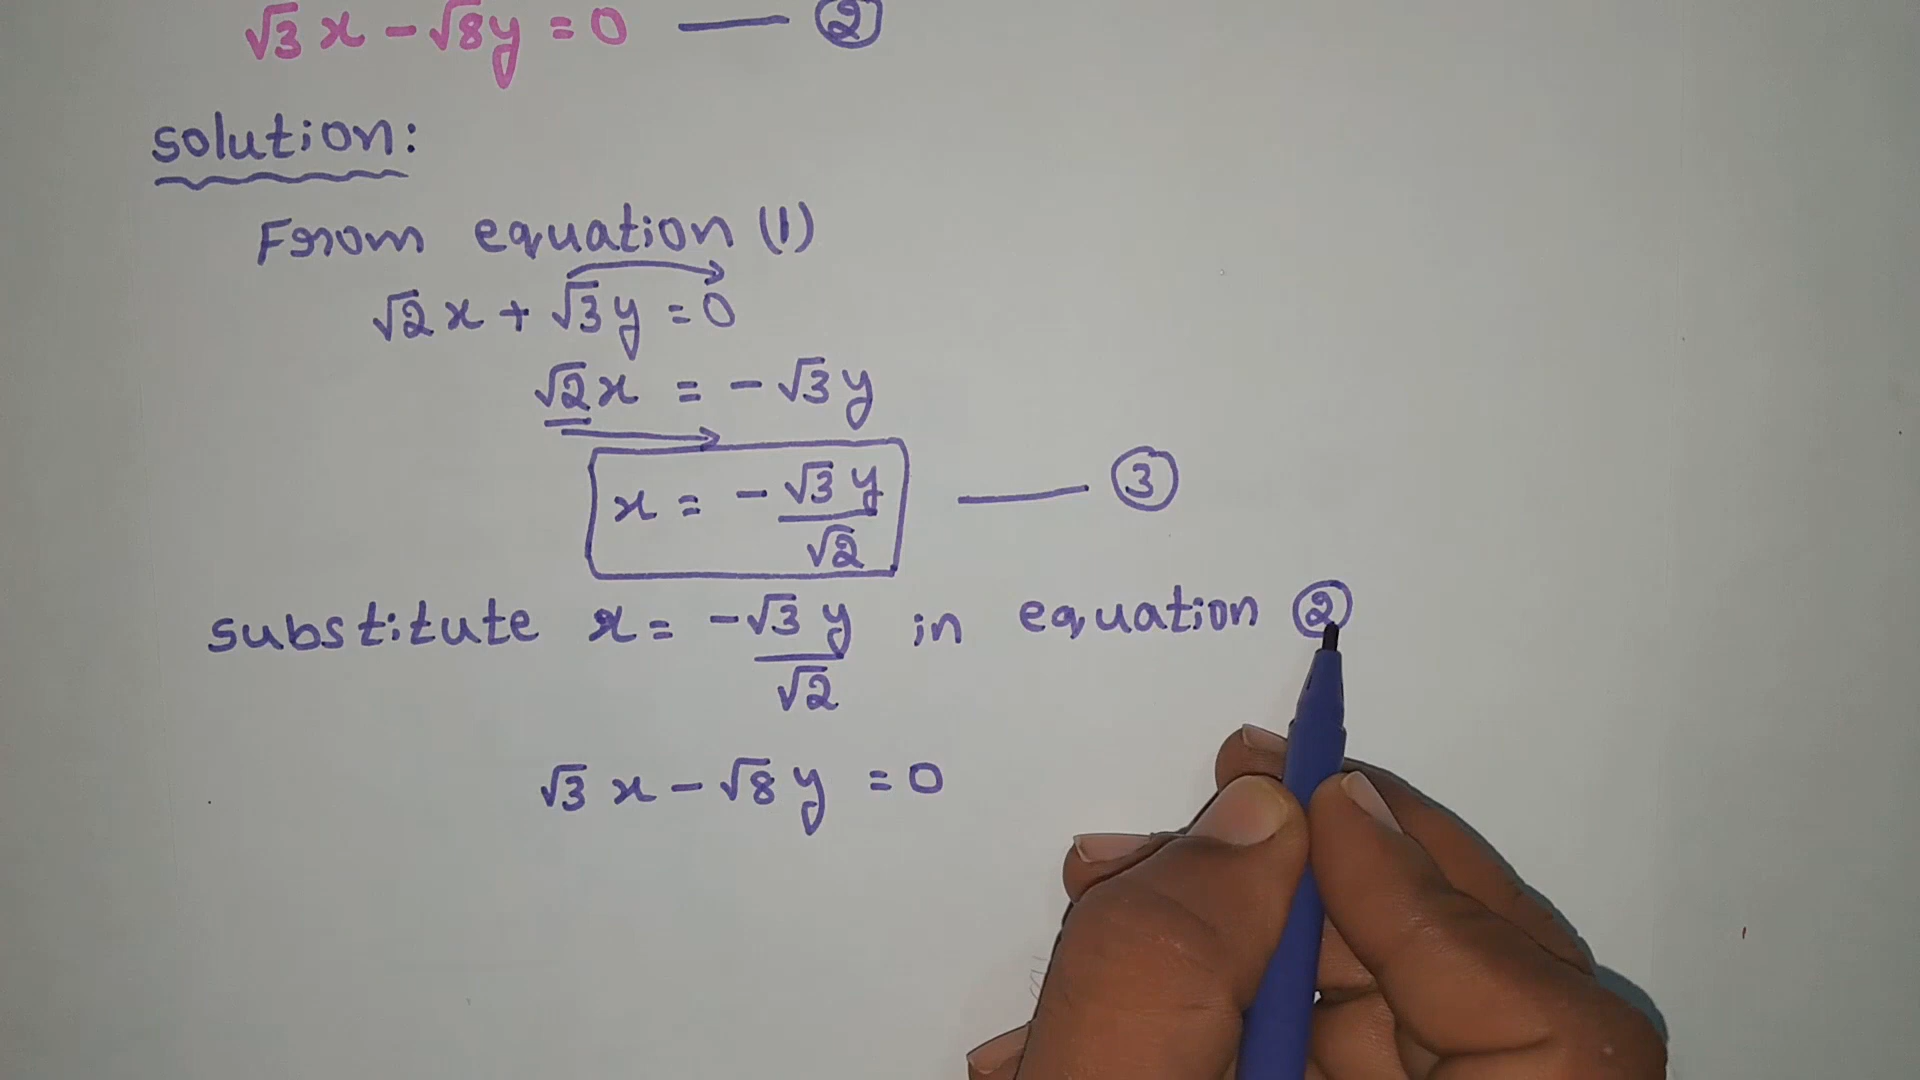 √3 x - √8 y = 0 —— ②
solution:
From equation (1)
√2 x + √3 y = 0
√2 x = - √3 y
x = - √3 y / √2 —— ③
substitute x = -√3 y / √2 in equation ②
√3 x - √8 y = 0